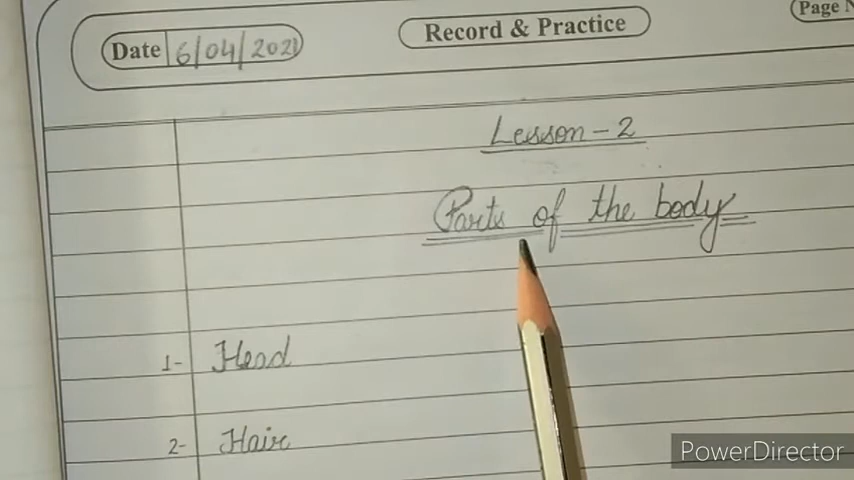 Date 6/04/2021 Record & Practice Page N
Lesson - 2
Parts of the body
1- Head
2- Hair
PowerDirector